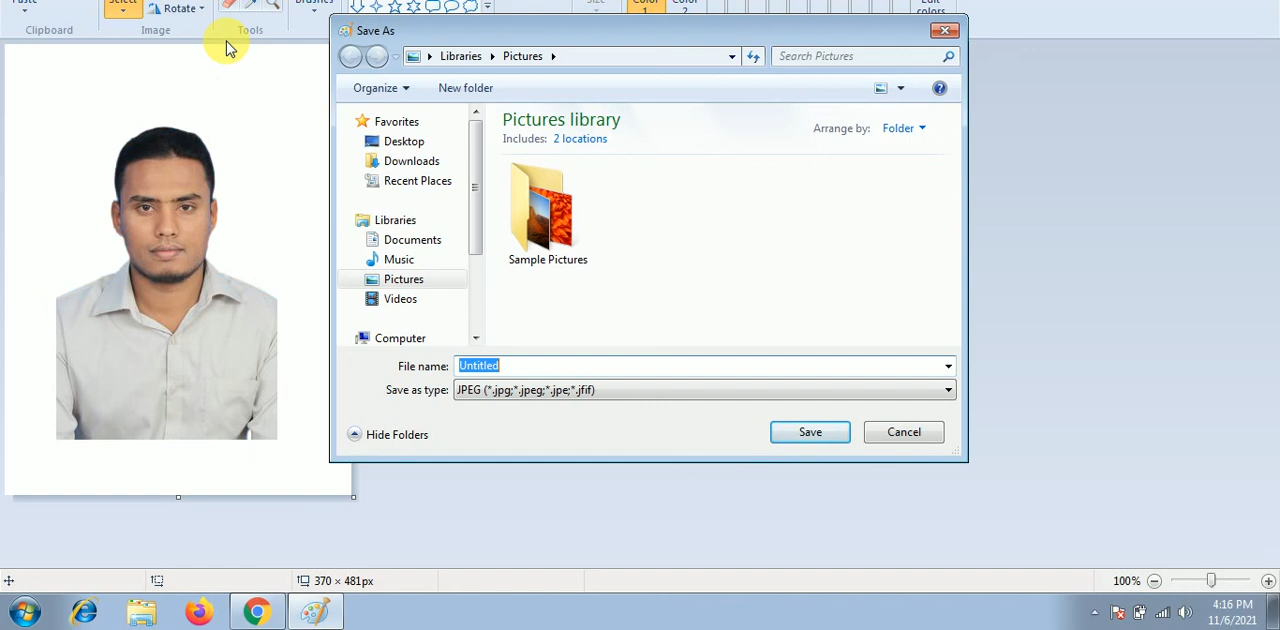 Paste
Select
Rotate
Brushes
Size
Color
1
Color
2
Edit
colors
Clipboard
Image
Tools
Save As
Libraries
Pictures
Search Pictures
Organize
New folder
Favorites
Desktop
Downloads
Recent Places
Libraries
Documents
Music
Pictures
Videos
Computer
Pictures library
Includes: 2 locations
Arrange by: Folder
Sample Pictures
File name: Untitled
Save as type: JPEG (*.jpg;*.jpeg;*.jpe;*.jfif)
Hide Folders
Save
Cancel
370 × 481px
100%
4:16 PM
11/6/2021